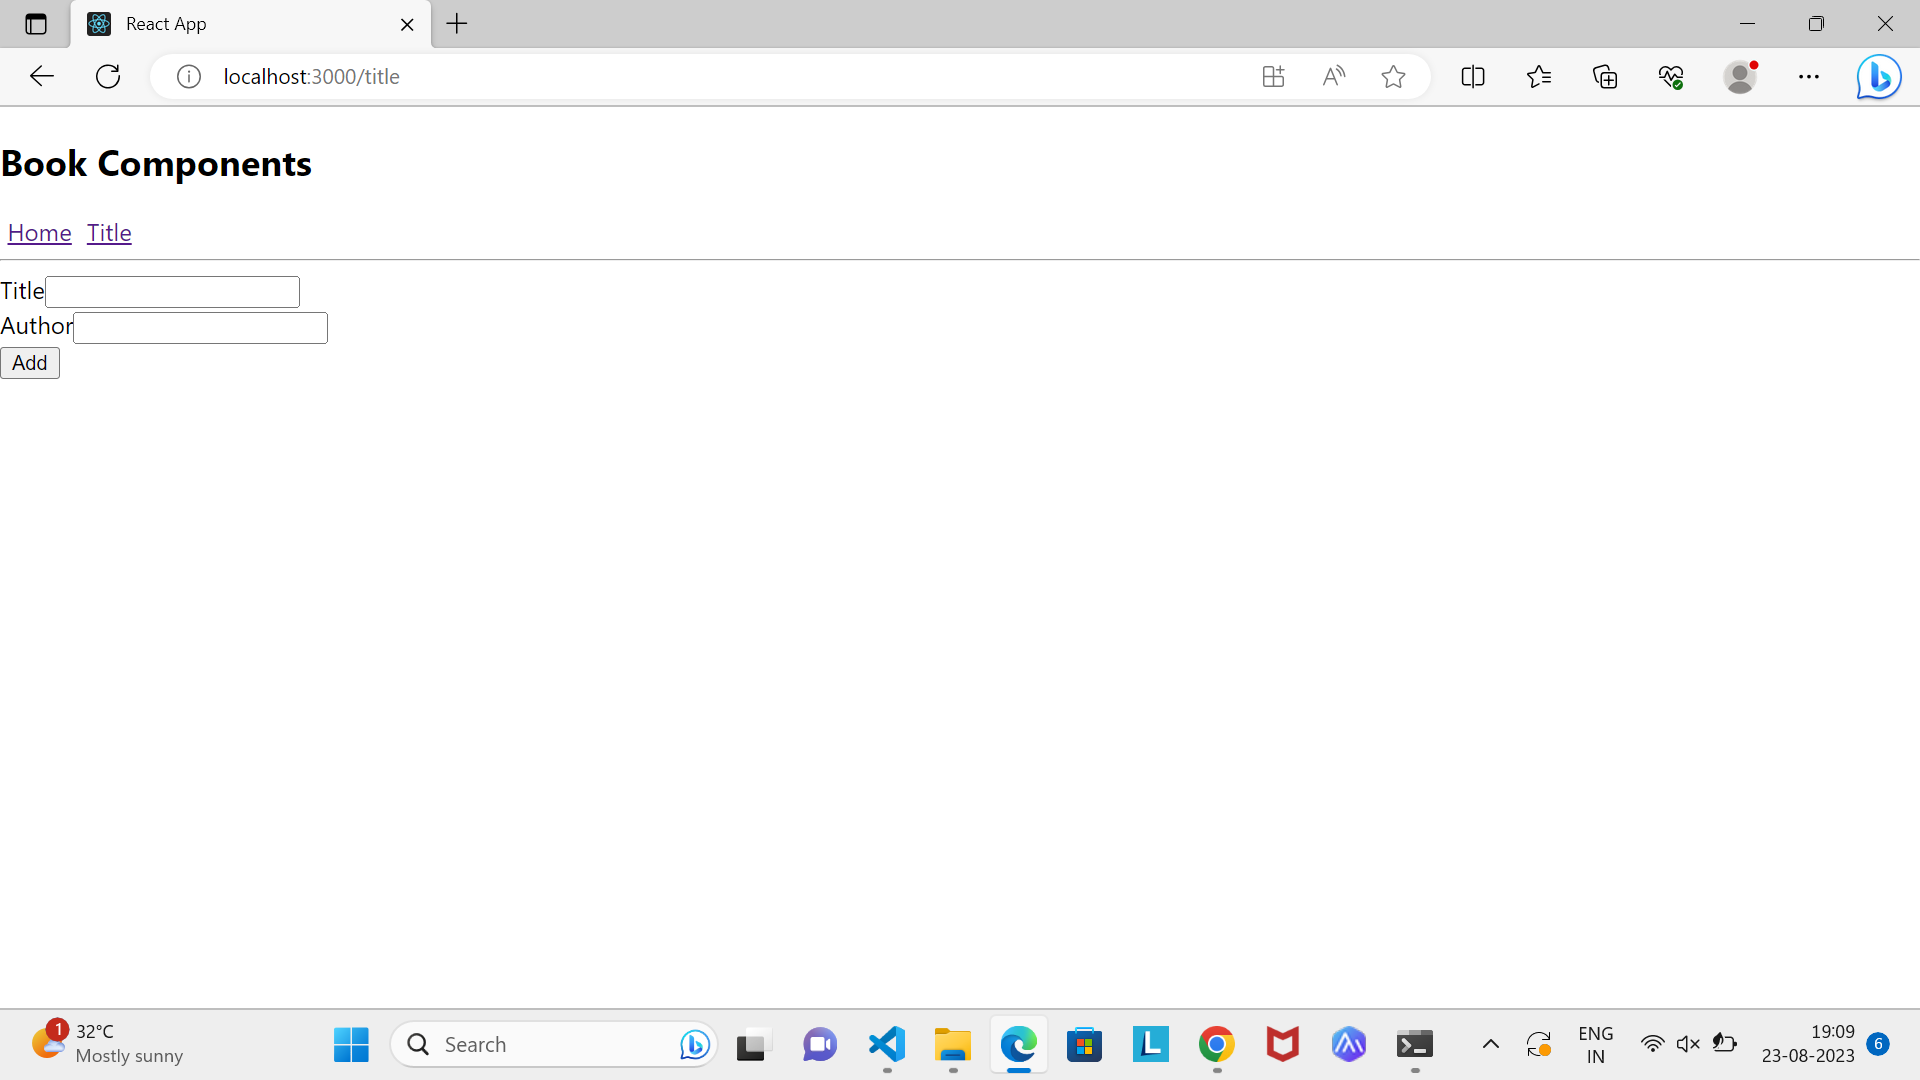 React App
localhost:3000/title
Book Components
Home Title
Title
Author
Add
1
32°C
Mostly sunny
Search
ENG
IN
19:09
23-08-2023
6